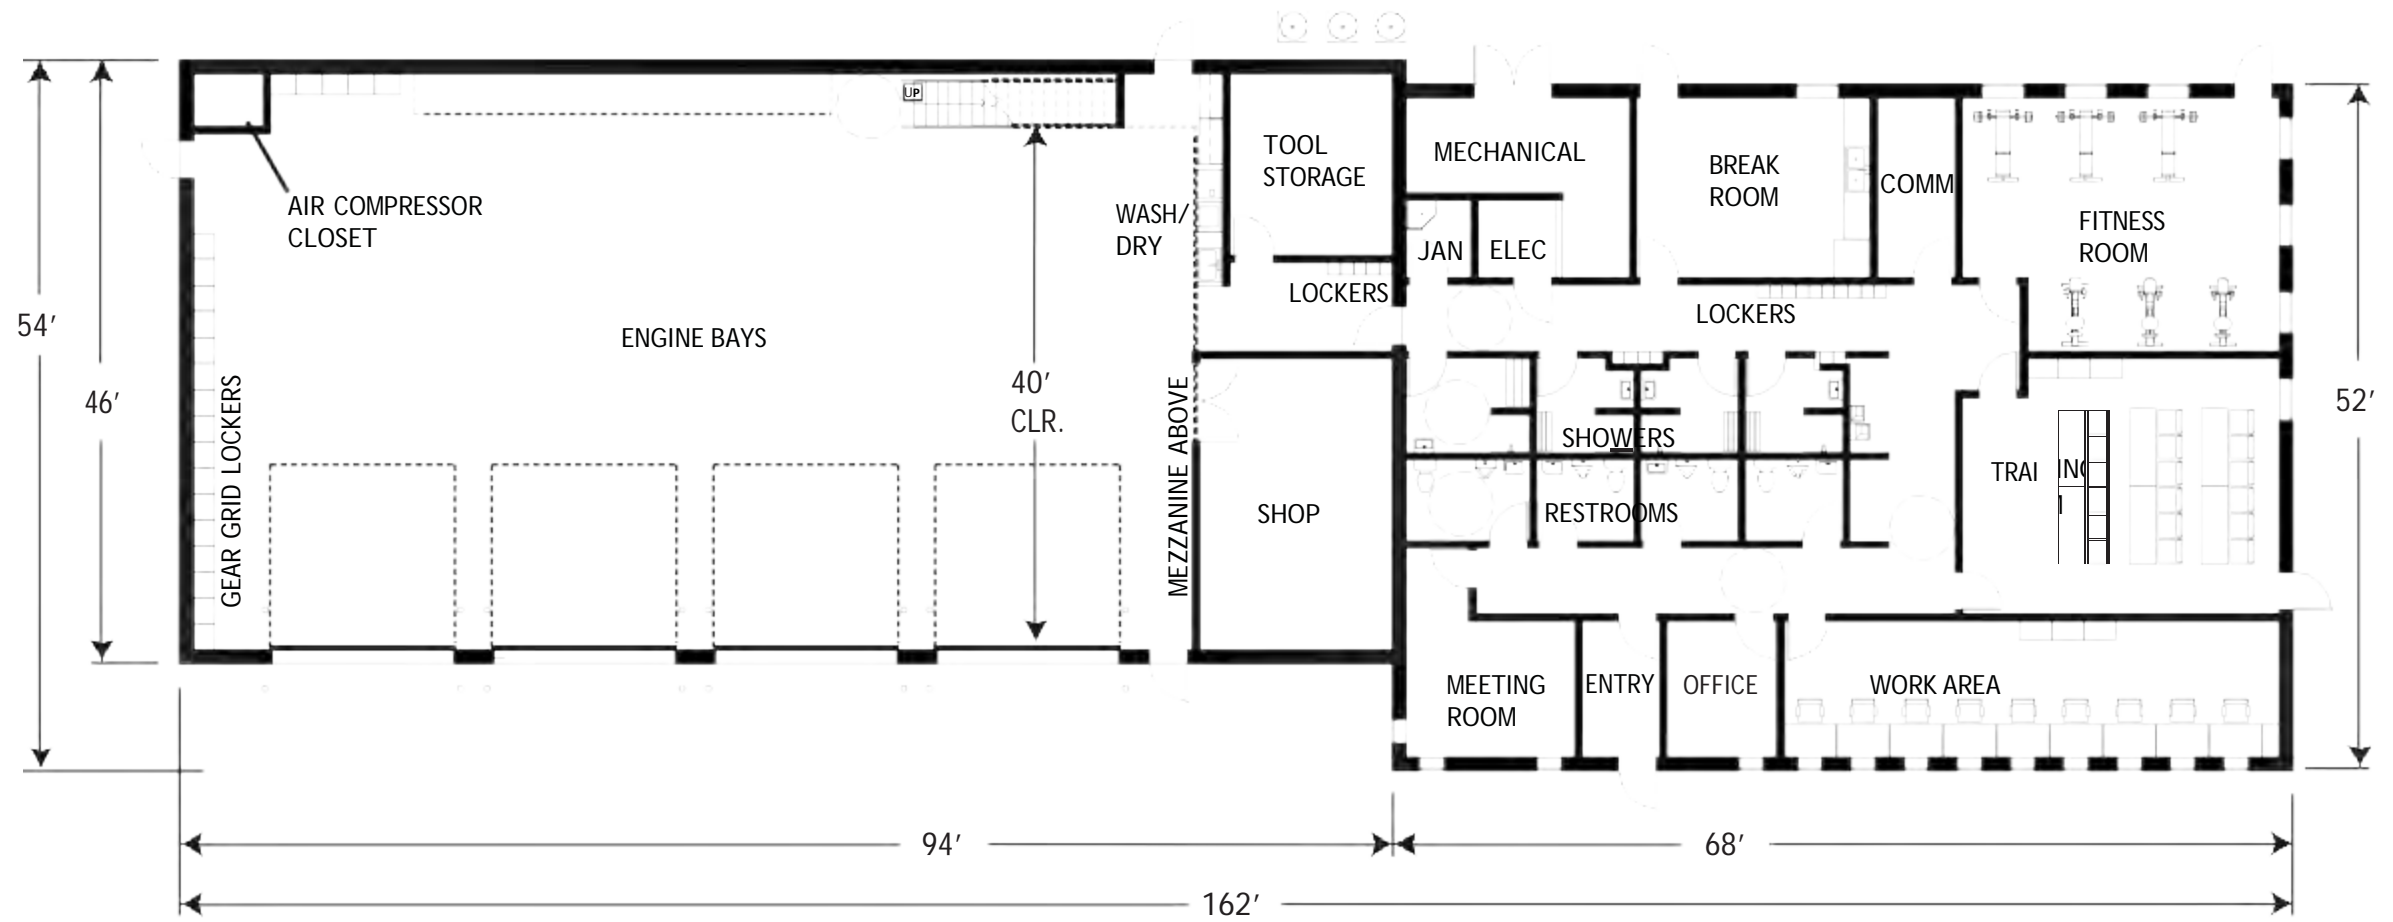 UP
TOOL
STORAGE
MECHANICAL
BREAK
ROOM
COMM
AIR COMPRESSOR
CLOSET
WASH/
DRY
JAN
ELEC
FITNESS
ROOM
LOCKERS
LOCKERS
54'
46'
ENGINE BAYS
40'
CLR.
52'
GEAR GRID LOCKERS
MEZZANINE ABOVE
SHOWERS
TRAI
SHOP
RESTROOMS
MEETING
ROOM
ENTRY
OFFICE
WORK AREA
94'
68'
162'